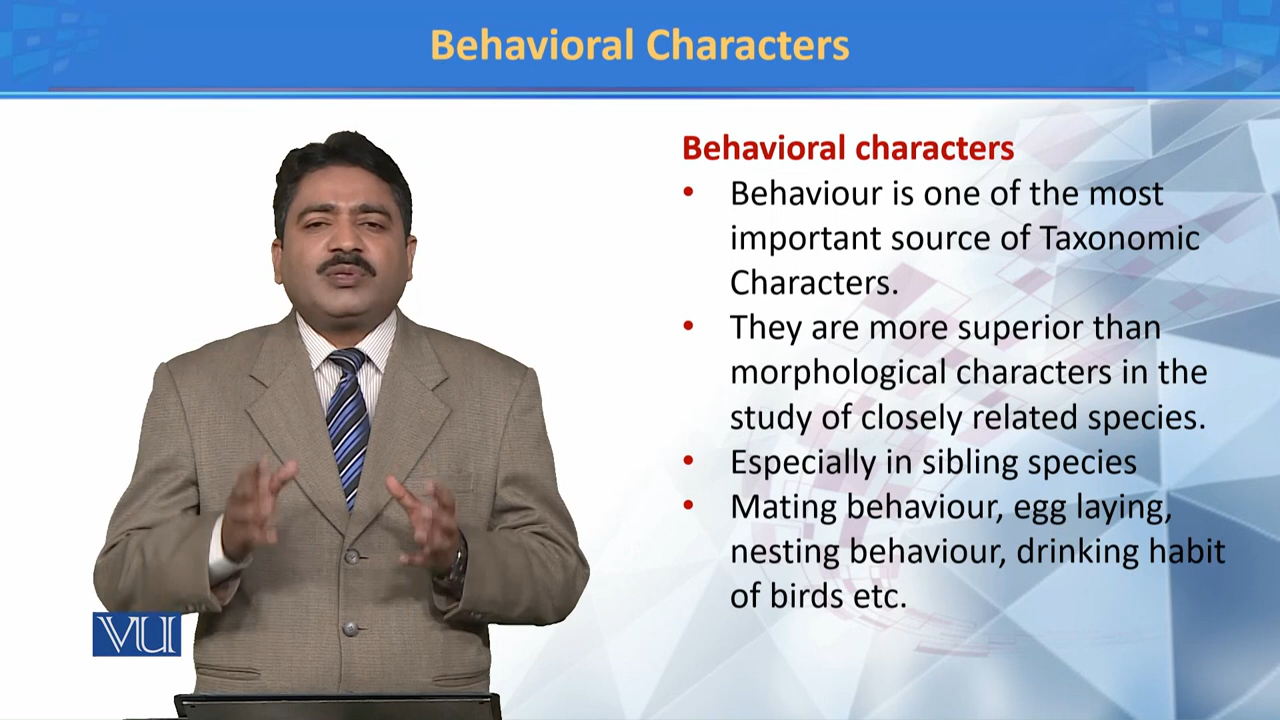 Behavioral Characters
Behavioral characters
• Behaviour is one of the most
important source of Taxonomic
Characters.
• They are more superior than
morphological characters in the
study of closely related species.
• Especially in sibling species
• Mating behaviour, egg laying,
nesting behaviour, drinking habit
of birds etc.
VU